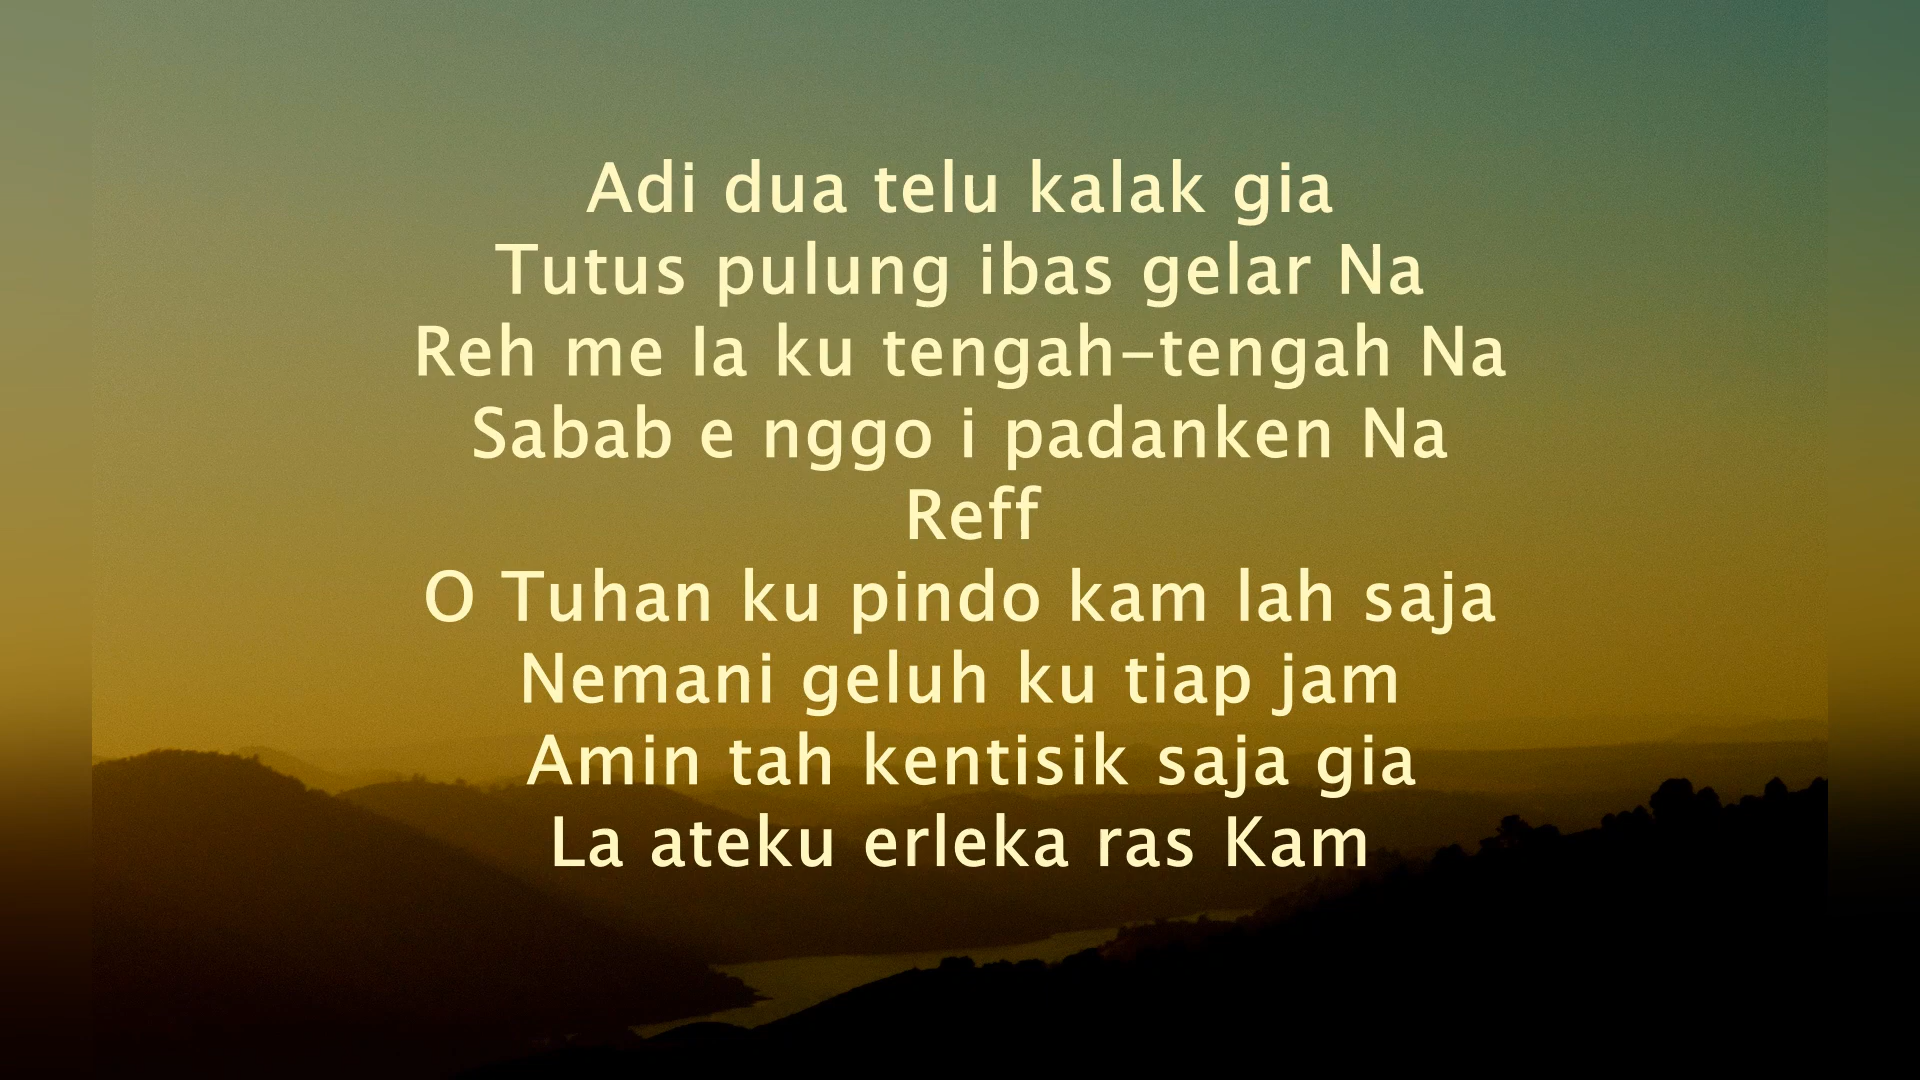 Adi dua telu kalak gia
Tutus pulung ibas gelar Na
Reh me Ia ku tengah-tengah Na
Sabab e nggo i padanken Na
Reff
O Tuhan ku pindo kam lah saja
Nemani geluh ku tiap jam
Amin tah kentisik saja gia
La ateku erleka ras Kam